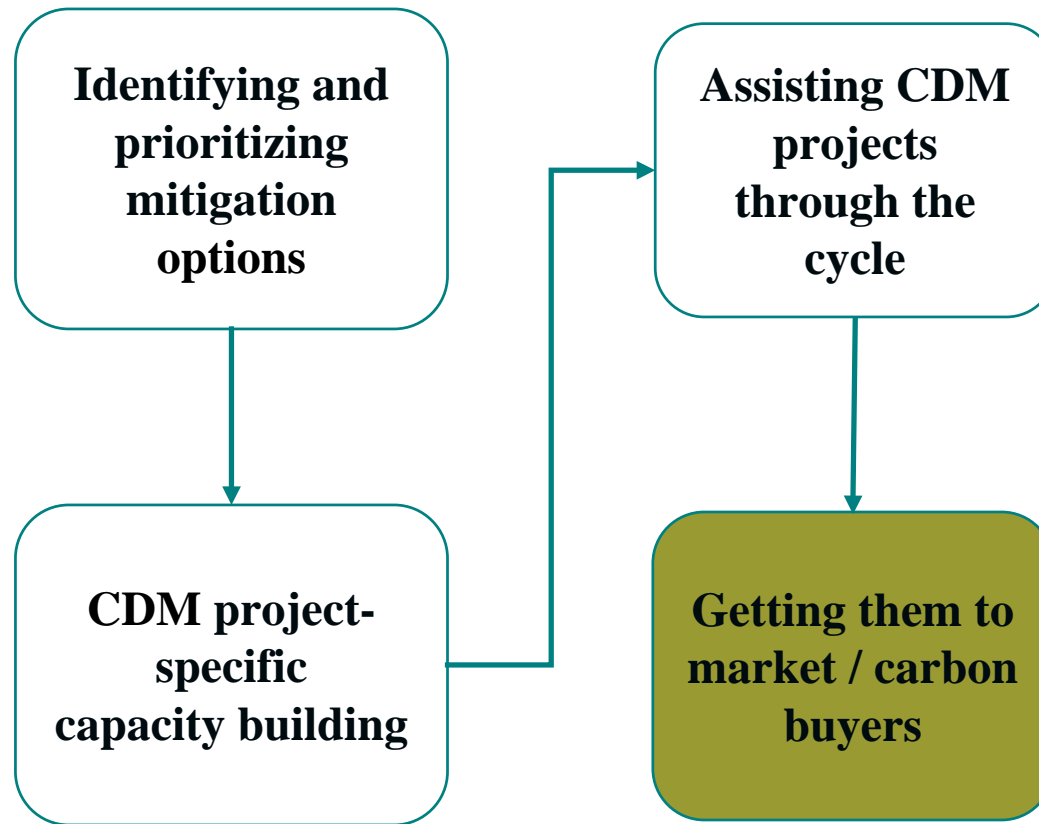 Identifying and
prioritizing
mitigation
options
CDM project-
specific
capacity building
Assisting CDM
projects
through the
cycle
Getting them to
market / carbon
buyers